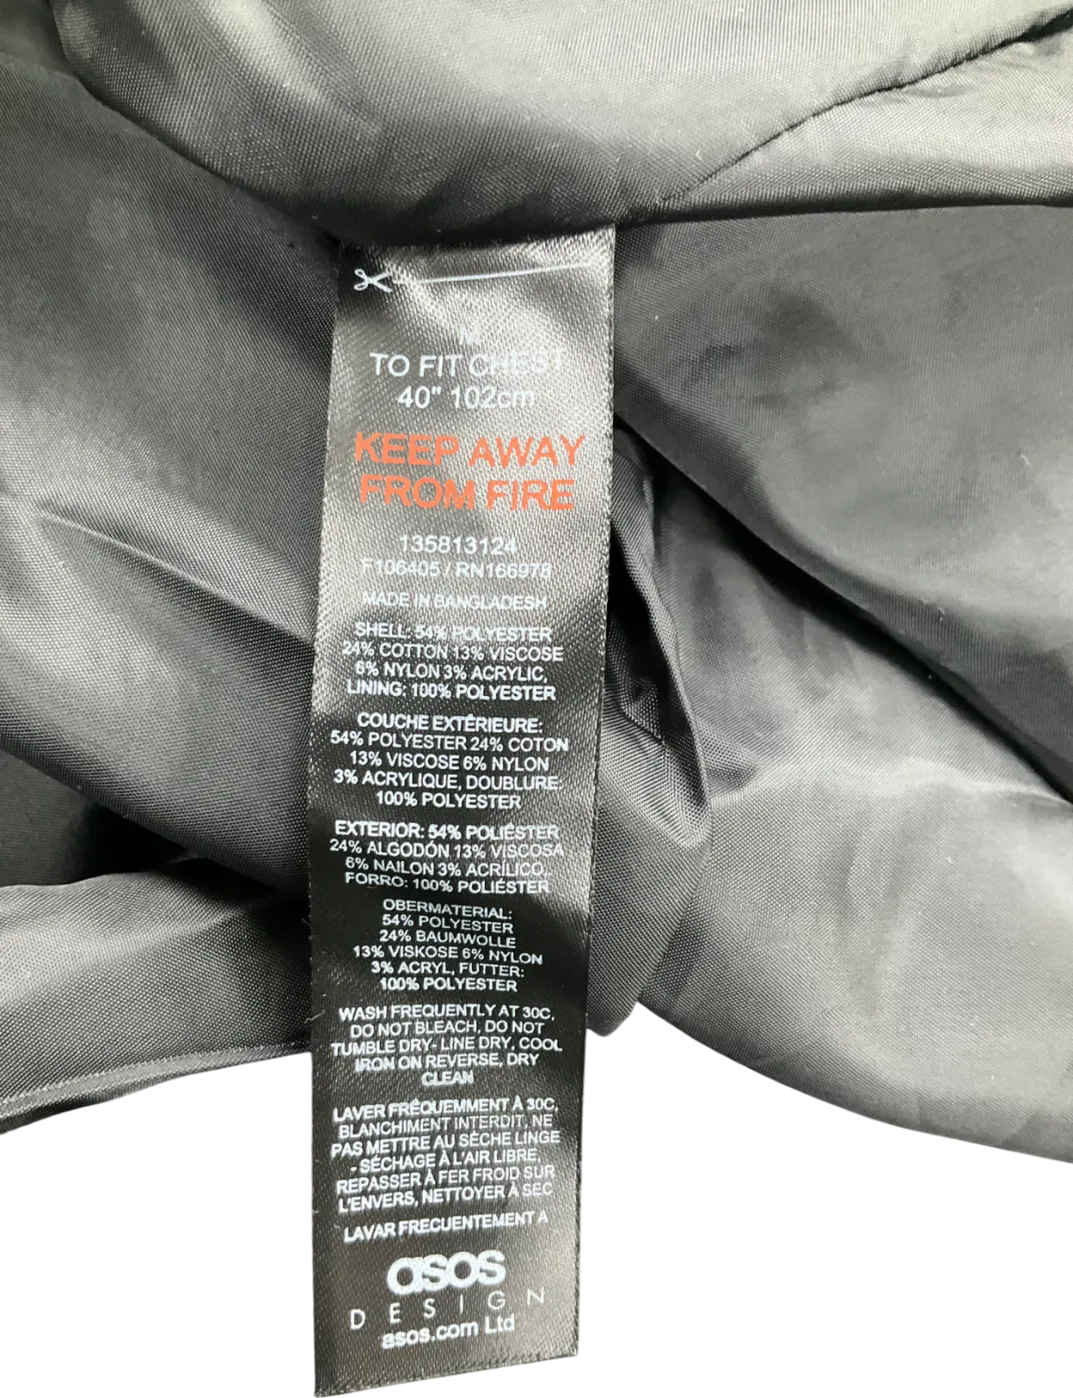 M
TO FIT CHEST
40" 102cm
KEEP AWAY
FROM FIRE
135813124
F106405 / RN166978
MADE IN BANGLADESH
SHELL: 54% POLYESTER
24% COTTON 13% VISCOSE
6% NYLON 3% ACRYLIC,
LINING: 100% POLYESTER
COUCHE EXTÉRIEURE:
54% POLYESTER 24% COTON
13% VISCOSE 6% NYLON
3% ACRYLIQUE, DOUBLURE:
100% POLYESTER
EXTERIOR: 54% POLIÉSTER
24% ALGODÓN 13% VISCOSA
6% NAILON 3% ACRÍLICO,
FORRO: 100% POLIÉSTER
OBERMATERIAL:
54% POLYESTER
24% BAUMWOLLE
13% VISKOSE 6% NYLON
3% ACRYL, FUTTER:
100% POLYESTER
WASH FREQUENTLY AT 30C,
DO NOT BLEACH, DO NOT
TUMBLE DRY- LINE DRY, COOL
IRON ON REVERSE, DRY
CLEAN
LAVER FRÉQUEMMENT À 30C,
BLANCHIMENT INTERDIT, NE
PAS METTRE AU SÈCHE LINGE
- SÉCHAGE À L'AIR LIBRE,
REPASSER À FER FROID SUR
L'ENVERS, NETTOYER À SEC
LAVAR FRECUENTEMENT A
asos
DESIGN
asos.com Ltd